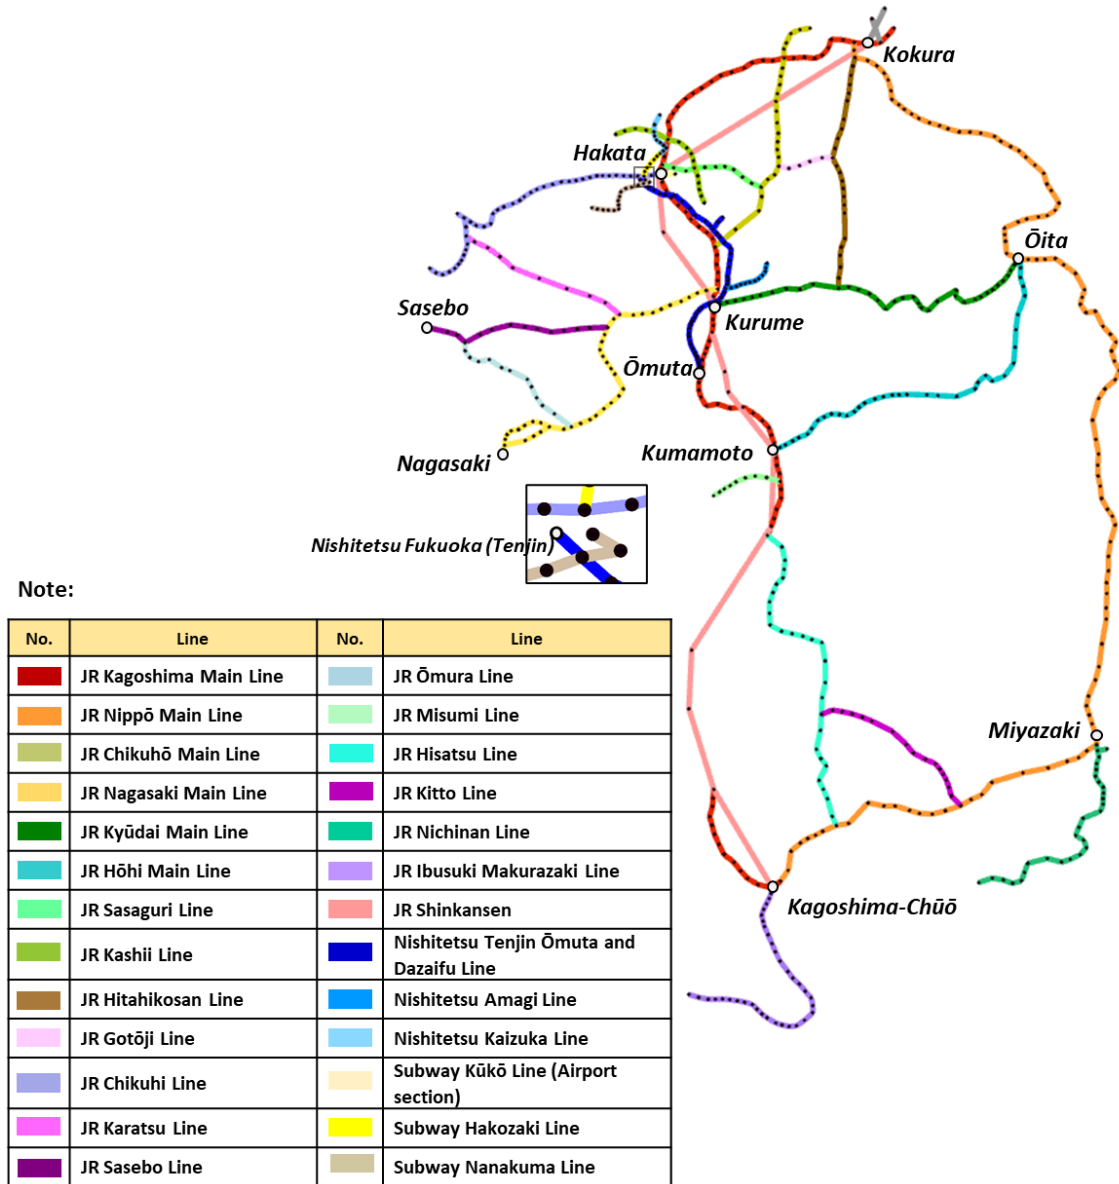 Kokura
Hakata
Ōita
Sasebo
Kurume
Ōmuta
Nagasaki
Kumamoto
Nishitetsu Fukuoka (Tenjin)
Miyazaki
Kagoshima-Chūō
Note:
No. Line No. Line
JR Kagoshima Main Line JR Ōmura Line
JR Nippō Main Line JR Misumi Line
JR Chikuhō Main Line JR Hisatsu Line
JR Nagasaki Main Line JR Kitto Line
JR Kyūdai Main Line JR Nichinan Line
JR Hōhi Main Line JR Ibusuki Makurazaki Line
JR Sasaguri Line JR Shinkansen
JR Kashii Line Nishitetsu Tenjin Ōmuta and
Dazaifu Line
JR Hitahikosan Line Nishitetsu Amagi Line
JR Gotōji Line Nishitetsu Kaizuka Line
JR Chikuhi Line Subway Kūkō Line (Airport
section)
JR Karatsu Line Subway Hakozaki Line
JR Sasebo Line Subway Nanakuma Line